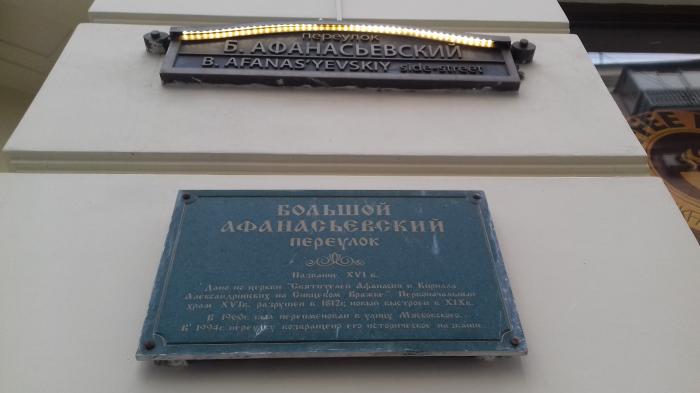 переулок
Б. АФАНАСЬЕВСКИЙ
B. AFANAS'YEVSKIY side-street
БОЛЬШОЙ
АФАНАСЬЕВСКИЙ
переулок
Название XVI в.
Дано по церкви "Святителей Афанасия и Кирилла
Александрийских на Сивцевом Вражке". Первоначальный
храм XVIв. разрушен в 1812г., новый выстроен в XIXв.
В 1960г. был переименован в улицу Мясковского.
В 1994г. переулку возвращено его историческое название.